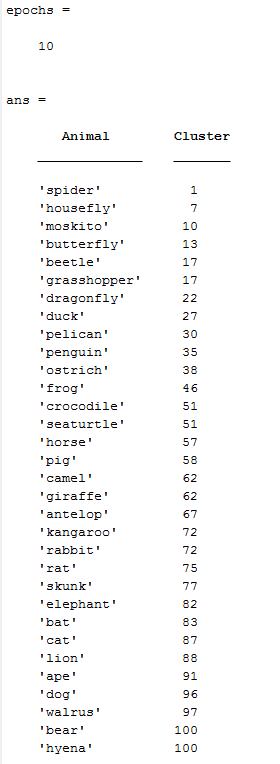 epochs =
10
ans =
Animal Cluster
'spider' 1
'housefly' 7
'moskito' 10
'butterfly' 13
'beetle' 17
'grasshopper' 17
'dragonfly' 22
'duck' 27
'pelican' 30
'penguin' 35
'ostrich' 38
'frog' 46
'crocodile' 51
'seaturtle' 51
'horse' 57
'pig' 58
'camel' 62
'giraffe' 62
'antelop' 67
'kangaroo' 72
'rabbit' 72
'rat' 75
'skunk' 77
'elephant' 82
'bat' 83
'cat' 87
'lion' 88
'ape' 91
'dog' 96
'walrus' 97
'bear' 100
'hyena' 100